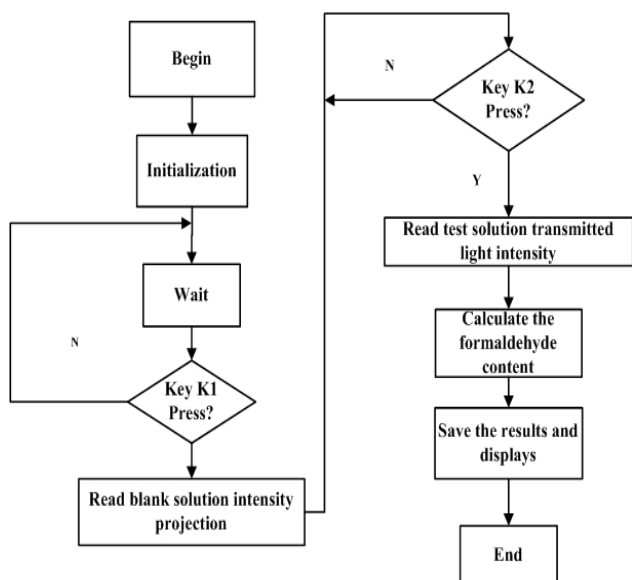 Begin
Initialization
Wait
N
Key K1
Press?
Read blank solution intensity
projection
N
Key K2
Press?
Y
Read test solution transmitted
light intensity
Calculate the
formaldehyde
content
Save the results and
displays
End